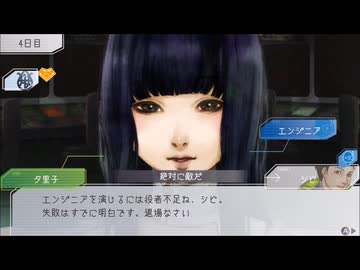 4日目
エンジニア
絶対に敵だ
夕里子
シピ
エンジニアを演じるには役者不足ね、シピ。
失敗はすでに明白です。退場なさい